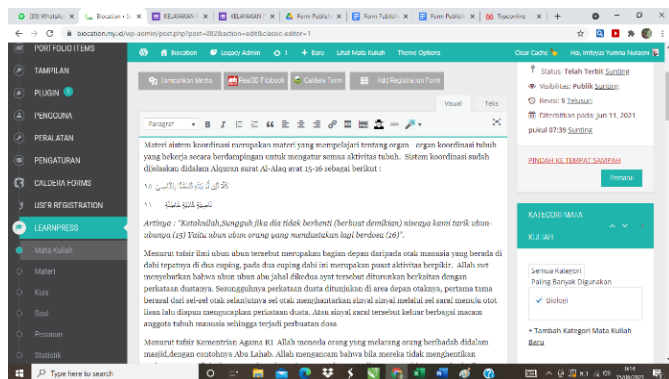 (30) WhatsApp
Biocation • S
KELAYAKAN F
KELAYAKAN F
Form Publish
Form Publish
Form Publish
Typeonline
biocation.my.id/wp-admin/post.php?post=882&action=edit&classic-editor=1
Biocation
Legacy Admin
1
+ Baru
Lihat Mata Kuliah
Theme Options
Clear Cache
Hai, Imtiyas Yumna Nurseni
PORTFOLIO ITEMS
TAMPILAN
PLUGIN
PENGGUNA
PERALATAN
PENGATURAN
CALDERA FORMS
USER REGISTRATION
LEARNPRESS
Mata Kuliah
Materi
Kuis
Soal
Pesanan
Statistik
Tambahkan Media
Real3D Flipbook
Caldera Form
Add Registration Form
Visual
Teks
Paragraf
Materi sistem koordinasi merupakan materi yang mempelajari tentang organ - organ koordinasi tubuh
yang bekerja secara berdampingan untuk mengatur semua aktivitas tubuh. Sistem koordinasi sudah
dijelaskan didalam Alquran surat Al-Alaq ayat 15-16 sebagai berikut :
١٥
١٦
Artinya : "Ketahuilah,Sungguh jika dia tidak berhenti (berbuat demikian) niscaya kami tarik ubun-
ubunya (15) Yaitu ubun ubun orang yang mendustakan lagi berdosa (16)".
Menurut tafsir ilmi ubun ubun tersebut merupakan bagian depan daripada otak manusia yang berada di
dahi tepatnya di dua cuping, pada dua cuping dahi ini merupakan pusat aktivitas berpikir. Allah swt
menyebutkan bahwa ubun ubun abu jahal dikedua ayat tersebut diturunkan berkaitan dengan
perkataan dustanya. Sesungguhnya perkataan dusta ditunjukan di area depan otaknya, pertama tama
berasal dari sel-sel otak selanjutnya sel otak menghantarkan sinyal sinyal melalui sel saraf menuju otot
lisan lalu diapun mengucapkan perkataan dusta. Atau sinyal saraf tersebut keluar berbagai macam
anggota tubuh manusia sehingga terjadi perbuatan dosa
Menurut tafsir Kementrian Agama RI Allah mencela orang yang melarang orang beribadah didalam
masjid,dengan contohnya Abu Lahab. Allah mengancam bahwa bila mereka tidak menghentikan
Status: Telah Terbit Sunting
Visibilitas: Publik Sunting
Revisi: 5 Telusuri
Diterbitkan pada: Jun 11, 2021
pukul 07:39 Sunting
PINDAH KE TEMPAT SAMPAH
Perbarui
KATEGORI MATA
KULIAH
Semua Kategori
Paling Banyak Digunakan
Biologi
+ Tambah Kategori Mata Kuliah
Baru
Type here to search